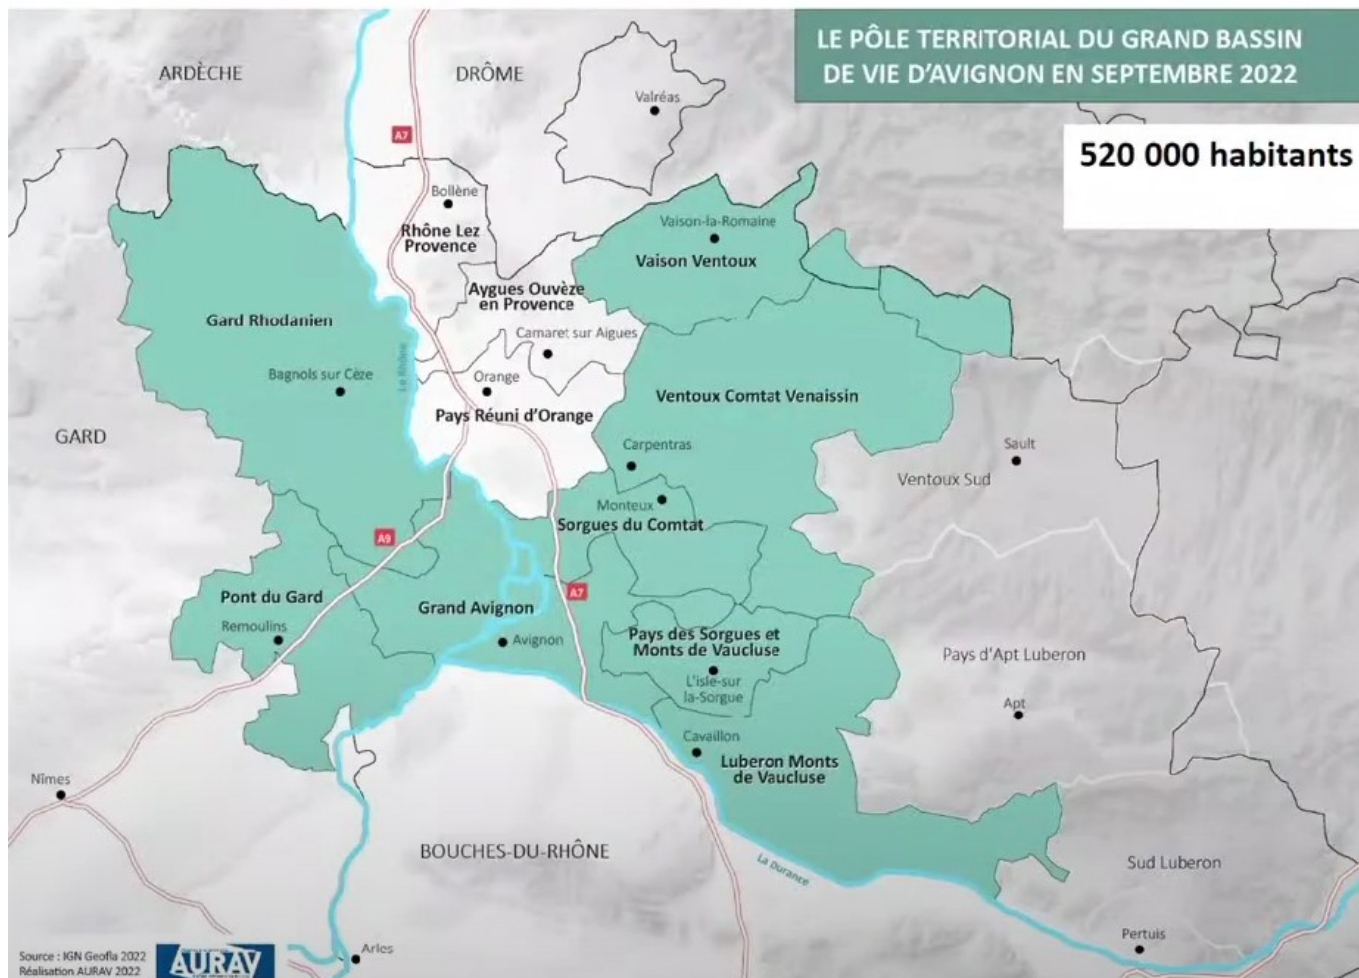 LE PÔLE TERRITORIAL DU GRAND BASSIN
DE VIE D'AVIGNON EN SEPTEMBRE 2022
520 000 habitants
ARDÈCHE
DRÔME
Valréas
A7
Bollène
Rhône Lez
Provence
Vaison-la-Romaine
Vaison Ventoux
Aygues Ouvèze
en Provence
Gard Rhodanien
Camaret sur Aigues
Le Rhône
Bagnols sur Cèze
Orange
Pays Réuni d'Orange
Ventoux Comtat Venaissin
GARD
Carpentras
Sault
Ventoux Sud
Monteux
Sorgues du Comtat
A9
A7
Pont du Gard
Remoulins
Grand Avignon
Avignon
Pays des Sorgues et
Monts de Vaucluse
L'isle-sur
la-Sorgue
Pays d'Apt Luberon
Apt
Cavaillon
Luberon Monts
de Vaucluse
Nîmes
BOUCHES-DU-RHÔNE
La Durance
Sud Luberon
Pertuis
Arles
Source : IGN Geofla 2022
Réalisation AURAV 2022
AURAV